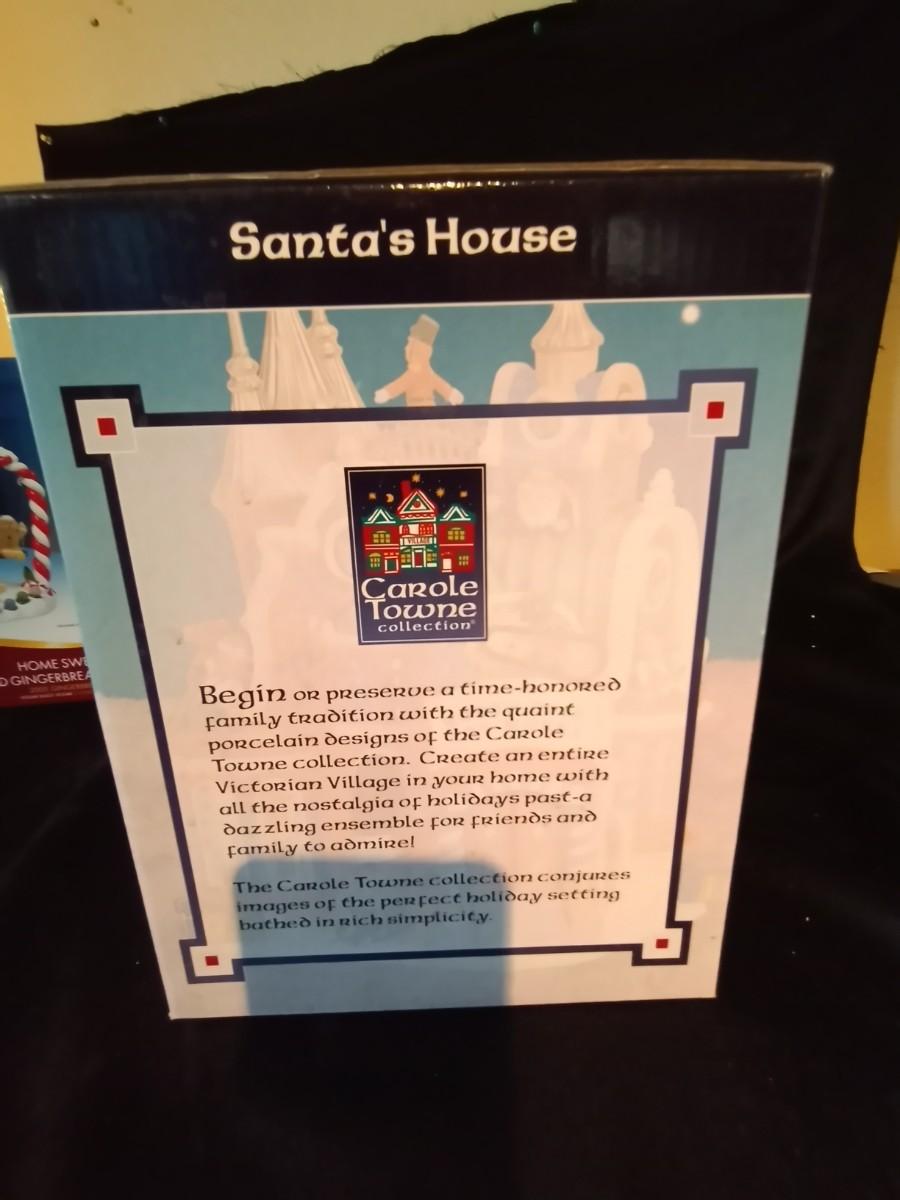 Santa's House
VILLAGE
Carole
Towne
collection®
Begin or preserve a time-honored
family tradition with the quaint
porcelain designs of the Carole
Towne collection. Create an entire
Victorian Village in your home with
all the nostalgia of holidays past-a
dazzling ensemble for friends and
family to admire!
The Carole Towne collection conjures
images of the perfect holiday setting
bathed in rich simplicity.
HOME SWE
D GINGERBREA